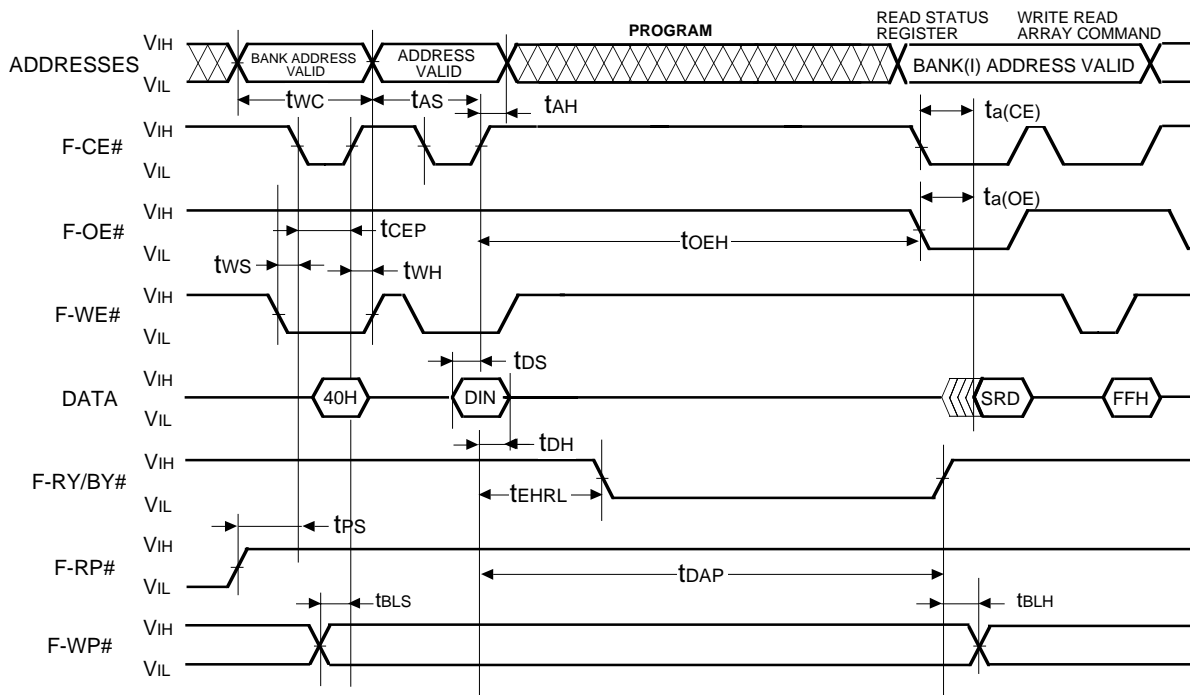 PROGRAM
READ STATUS REGISTER
WRITE READ ARRAY COMMAND
ADDRESSES
VIH
VIL
BANK ADDRESS VALID
ADDRESS VALID
BANK(I) ADDRESS VALID
tWC
tAS
tAH
ta(CE)
F-CE#
VIH
VIL
F-OE#
VIH
VIL
tCEP
tOEH
ta(OE)
tWS
tWH
F-WE#
VIH
VIL
tDS
DATA
VIH
VIL
40H
DIN
SRD
FFH
tDH
F-RY/BY#
VIH
VIL
tEHRL
tPS
F-RP#
VIH
VIL
tDAP
tBLS
tBLH
F-WP#
VIH
VIL